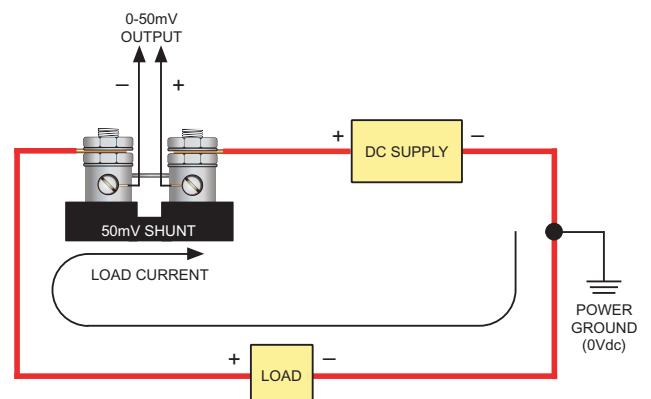 0-50mV
OUTPUT
– +
+ DC SUPPLY –
50mV SHUNT
LOAD CURRENT
POWER
GROUND
(0Vdc)
+ LOAD –